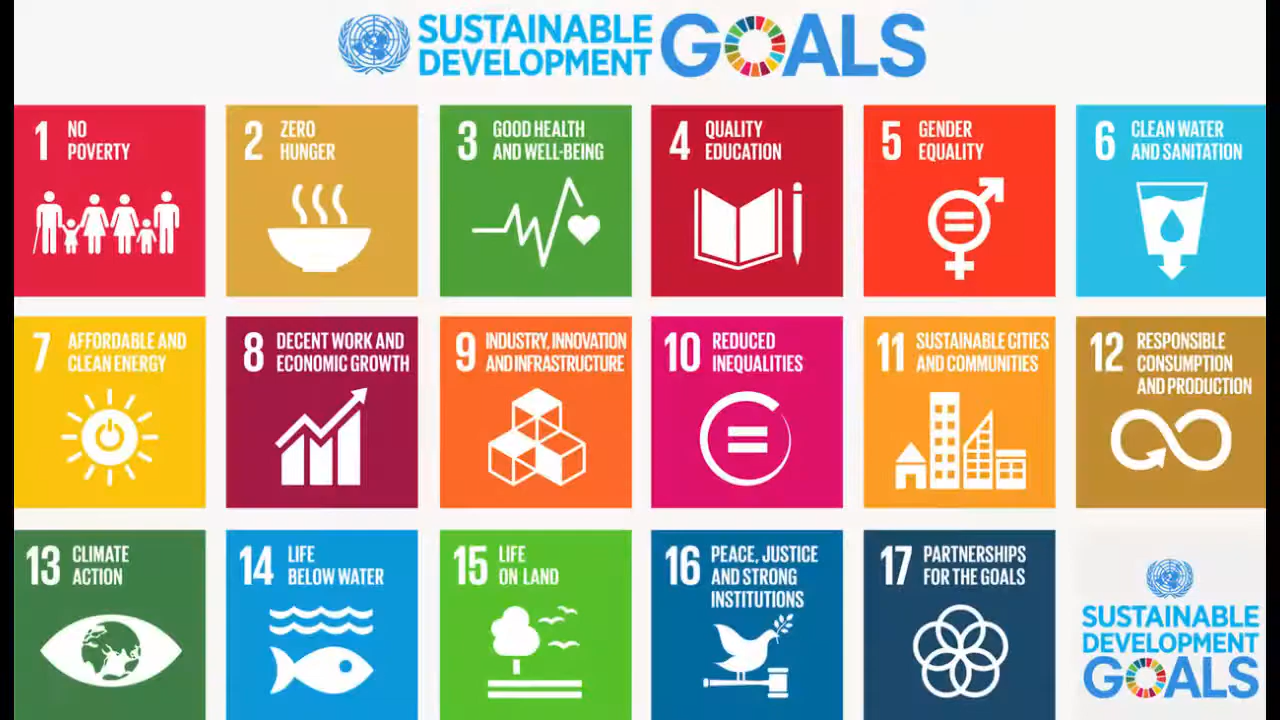 SUSTAINABLE
DEVELOPMENT
GOALS
1 NO
POVERTY
2 ZERO
HUNGER
3 GOOD HEALTH
AND WELL-BEING
4 QUALITY
EDUCATION
5 GENDER
EQUALITY
6 CLEAN WATER
AND SANITATION
7 AFFORDABLE AND
CLEAN ENERGY
8 DECENT WORK AND
ECONOMIC GROWTH
9 INDUSTRY, INNOVATION
AND INFRASTRUCTURE
10 REDUCED
INEQUALITIES
11 SUSTAINABLE CITIES
AND COMMUNITIES
12 RESPONSIBLE
CONSUMPTION
AND PRODUCTION
13 CLIMATE
ACTION
14 LIFE
BELOW WATER
15 LIFE
ON LAND
16 PEACE, JUSTICE
AND STRONG
INSTITUTIONS
17 PARTNERSHIPS
FOR THE GOALS
SUSTAINABLE
DEVELOPMENT
GOALS